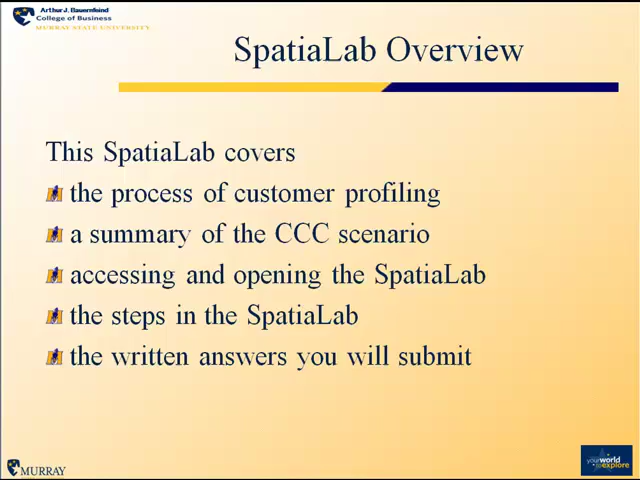 Arthur J. Bauernfeind
College of Business
MURRAY STATE UNIVERSITY
SpatiaLab Overview
This SpatiaLab covers
the process of customer profiling
a summary of the CCC scenario
accessing and opening the SpatiaLab
the steps in the SpatiaLab
the written answers you will submit
MURRAY
yourworld
to explore